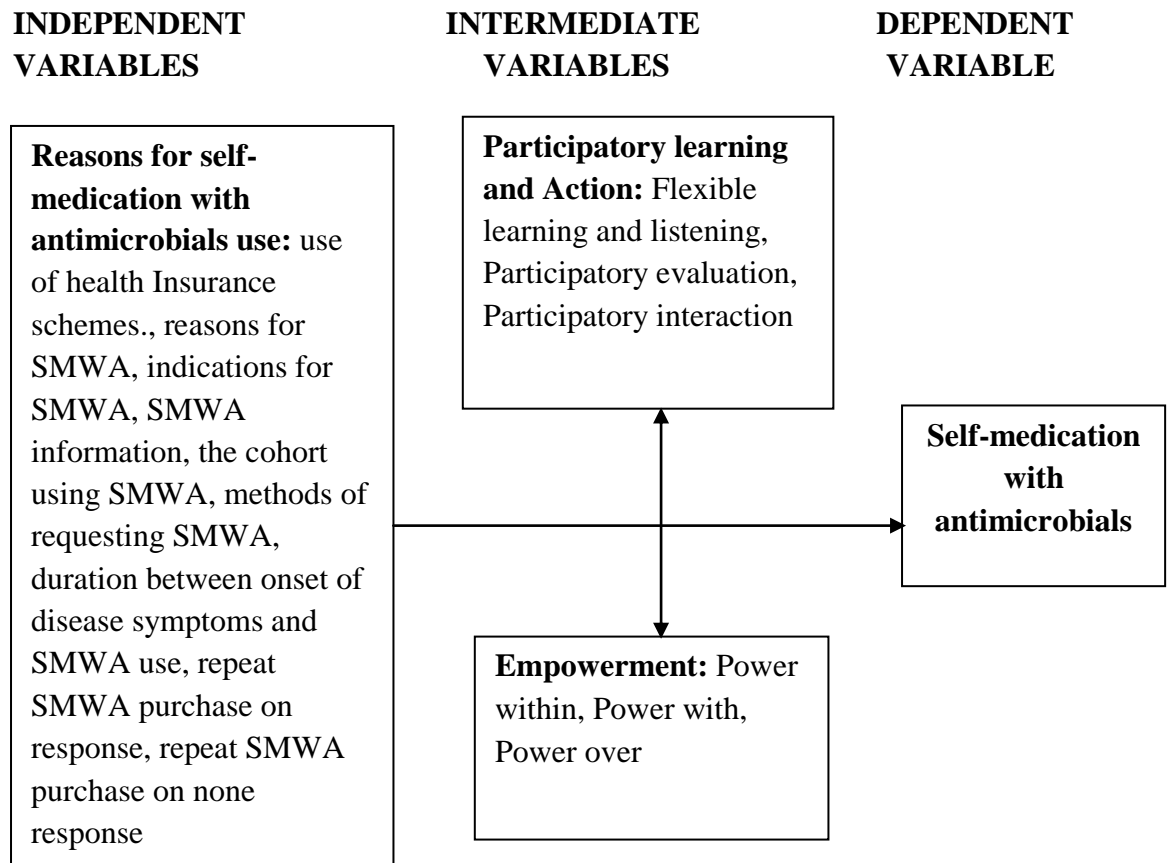 INDEPENDENT
VARIABLES
INTERMEDIATE
VARIABLES
DEPENDENT
VARIABLE
Reasons for self-
medication with
antimicrobials use: use
of health Insurance
schemes., reasons for
SMWA, indications for
SMWA, SMWA
information, the cohort
using SMWA, methods of
requesting SMWA,
duration between onset of
disease symptoms and
SMWA use, repeat
SMWA purchase on
response, repeat SMWA
purchase on none
response
Participatory learning
and Action: Flexible
learning and listening,
Participatory evaluation,
Participatory interaction
Empowerment: Power
within, Power with,
Power over
Self-medication
with
antimicrobials